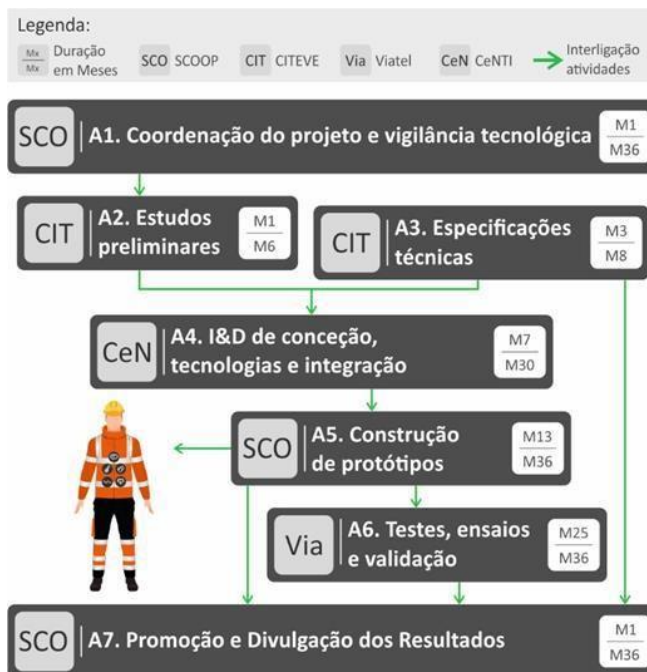 Legenda:
Mx
Mx
Duração
em Meses
SCO SCOOP
CIT CITEVE
Via Viatel
CeN CeNTI
Interligação
atividades
SCO
A1. Coordenação do projeto e vigilância tecnológica
M1
M36
CIT
A2. Estudos
preliminares
M1
M6
CIT
A3. Especificações
técnicas
M3
M8
CeN
A4. I&D de conceção,
tecnologias e integração
M7
M30
SCO
A5. Construção
de protótipos
M13
M36
Via
A6. Testes, ensaios
e validação
M25
M36
SCO
A7. Promoção e Divulgação dos Resultados
M1
M36